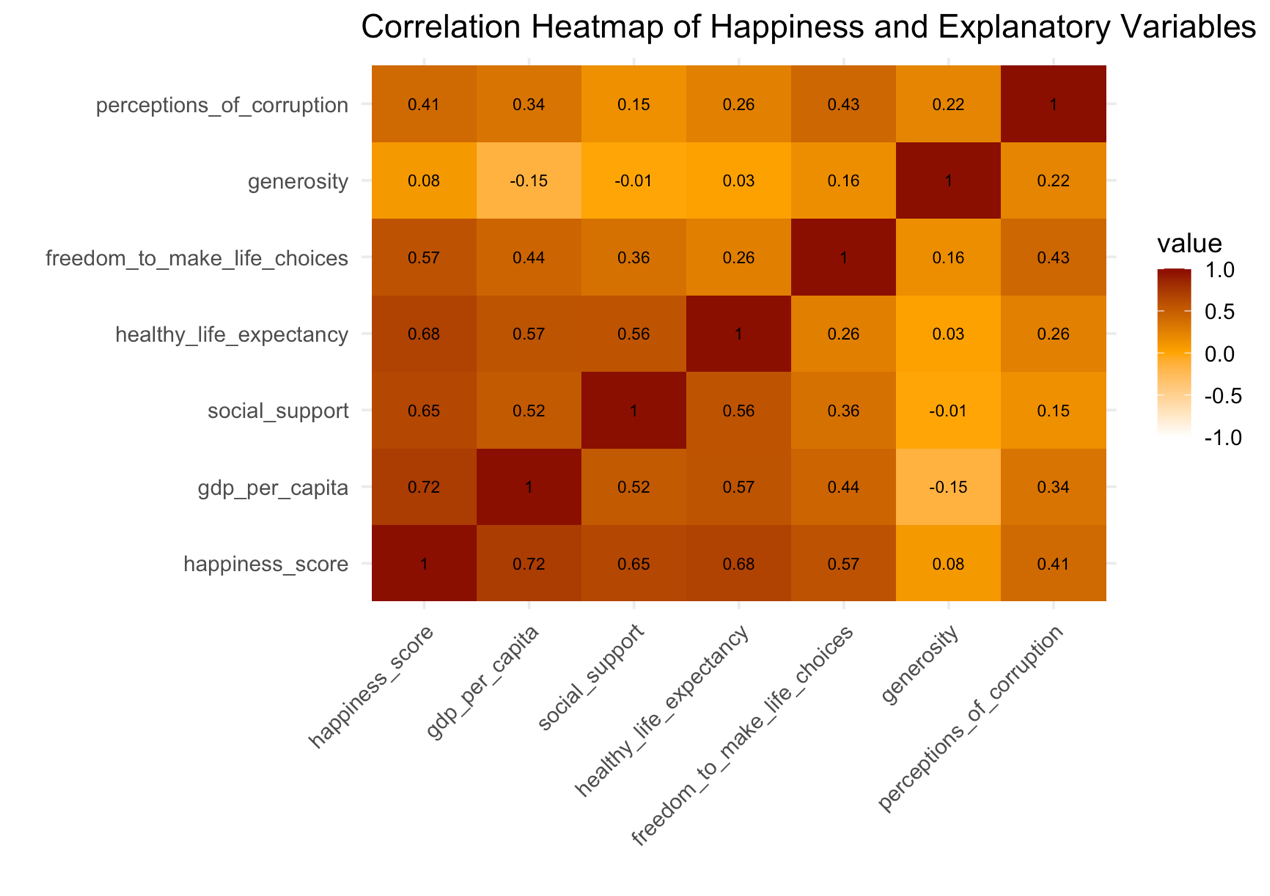 Correlation Heatmap of Happiness and Explanatory Variables
perceptions_of_corruption 0.41 0.34 0.15 0.26 0.43 0.22 1
generosity 0.08 -0.15 -0.01 0.03 0.16 1 0.22
freedom_to_make_life_choices 0.57 0.44 0.36 0.26 1 0.16 0.43
healthy_life_expectancy 0.68 0.57 0.56 1 0.26 0.03 0.26
social_support 0.65 0.52 1 0.56 0.36 -0.01 0.15
gdp_per_capita 0.72 1 0.52 0.57 0.44 -0.15 0.34
happiness_score 1 0.72 0.65 0.68 0.57 0.08 0.41
happiness_score
gdp_per_capita
social_support
healthy_life_expectancy
freedom_to_make_life_choices
generosity
perceptions_of_corruption
value
1.0
0.5
0.0
-0.5
-1.0